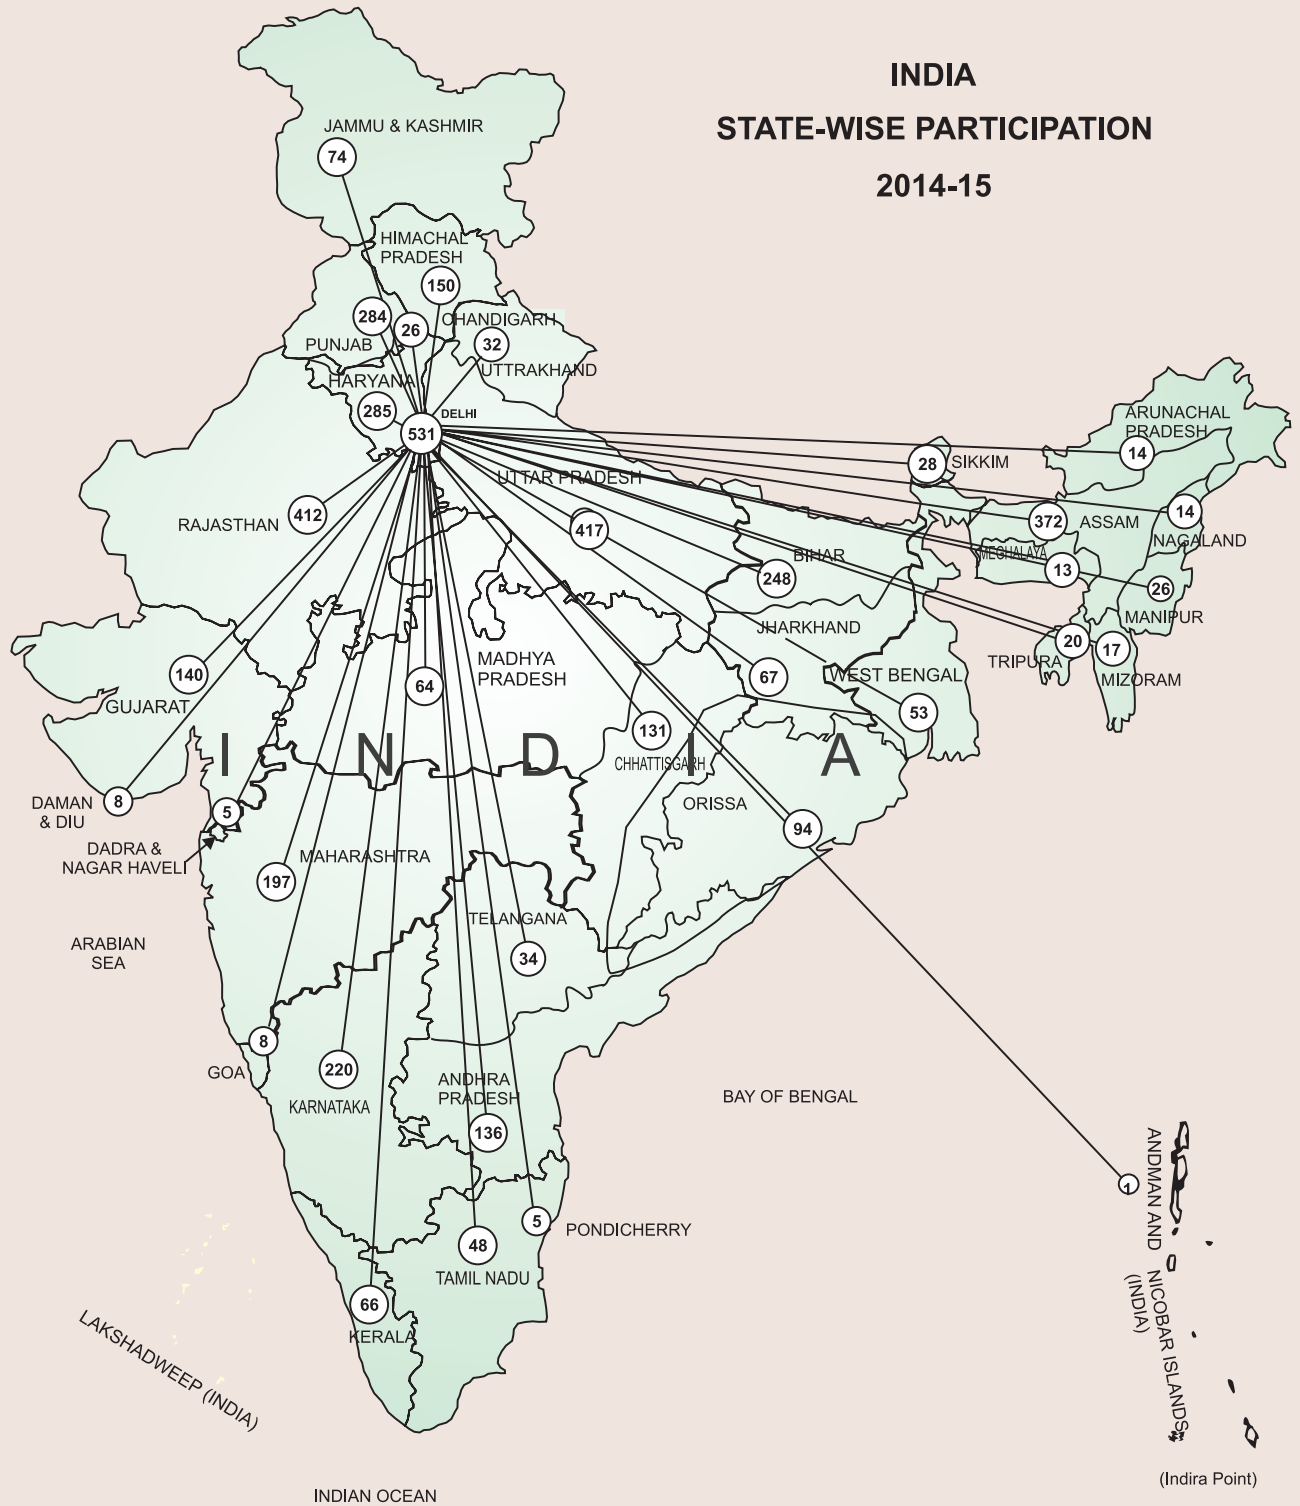 INDIA
STATE-WISE PARTICIPATION
2014-15
JAMMU & KASHMIR
74
HIMACHAL
PRADESH
150
284
PUNJAB
26
CHANDIGARH
32
UTTRAKHAND
HARYANA
285
DELHI
531
ARUNACHAL
PRADESH
14
28
SIKKIM
UTTAR PRADESH
417
412
RAJASTHAN
372
ASSAM
14
NAGALAND
BIHAR
248
MEGHALAYA
13
26
MANIPUR
JHARKHAND
67
20
TRIPURA
17
MIZORAM
MADHYA
PRADESH
64
140
GUJARAT
WEST BENGAL
53
131
CHHATTISGARH
I N D I A
ORISSA
94
DAMAN
& DIU
8
5
DADRA &
NAGAR HAVELI
MAHARASHTRA
197
TELANGANA
34
ARABIAN
SEA
8
GOA
220
KARNATAKA
ANDHRA
PRADESH
136
BAY OF BENGAL
1
ANDMAN AND NICOBAR ISLANDS
(INDIA)
5
PONDICHERRY
48
TAMIL NADU
66
KERALA
LAKSHADWEEP (INDIA)
(Indira Point)
INDIAN OCEAN